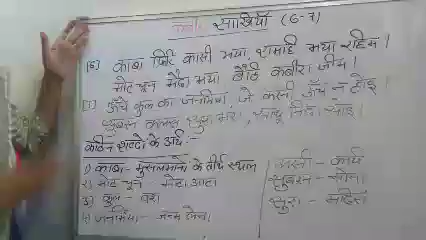 साखियाँ (6-7)
[6] काबा फिरि कासी भया, रामहिं भया रहीम।
मोट चून मैदा भया, बैठि कबीरा जीम।
[7] ऊँचे कुल का जनमिया, जे करनी ऊँच न होइ।
सुबरन कलस सुरा भरा, साधू निंदा सोइ।
कठिन शब्दों के अर्थ:-
1) काबा - मुसलमानों के तीर्थ स्थान
2) मोट चून - मोटा आटा
3) कुल - वंश
4) जनमिया - जन्म लेना
करनी - कार्य
सुबरन - सोना
सुरा - मदिरा